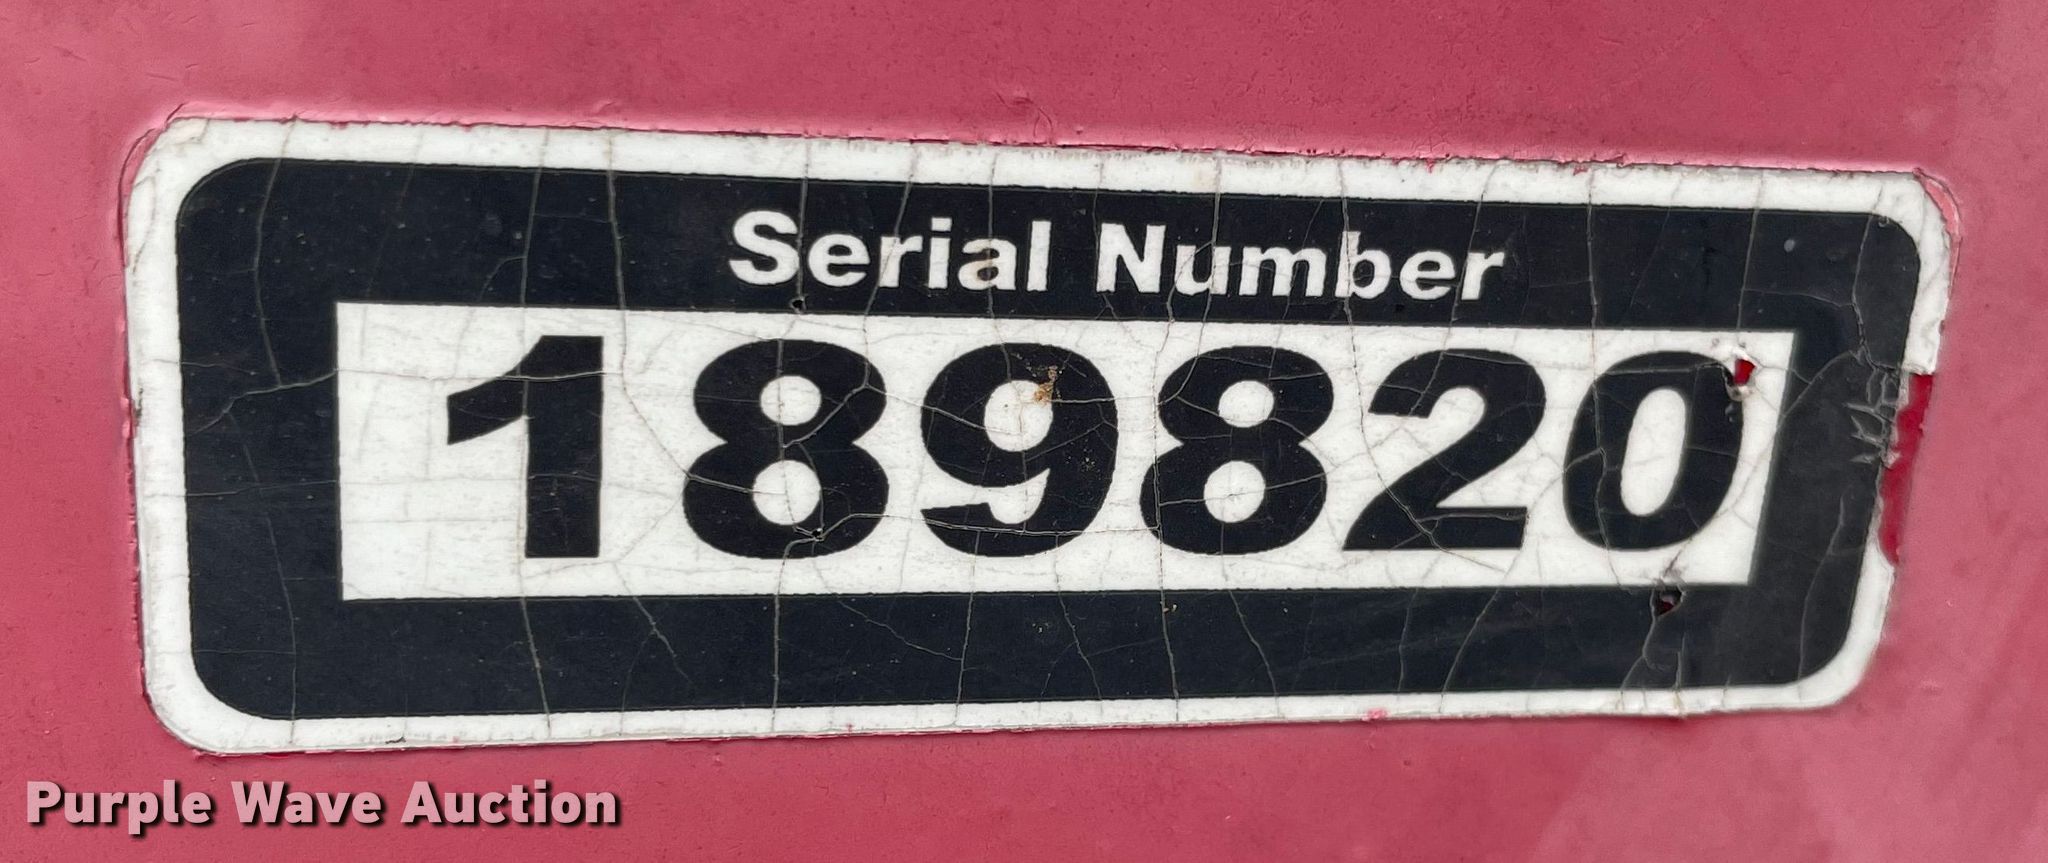 Serial Number
189820
Purple Wave Auction